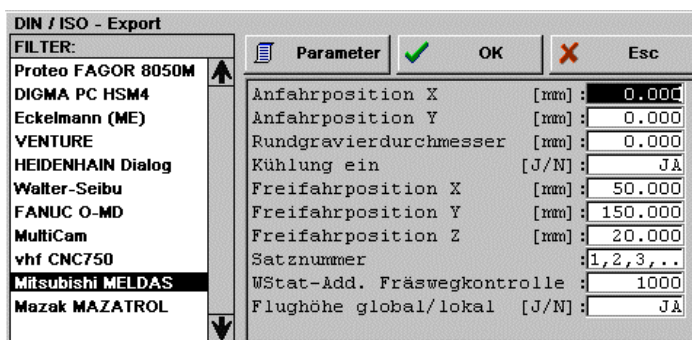 DIN / ISO - Export
FILTER:
Proteo FAGOR 8050M
DIGMA PC HSM4
Eckelmann (ME)
VENTURE
HEIDENHAIN Dialog
Walter-Seibu
FANUC O-MD
MultiCam
vhf CNC750
Mitsubishi MELDAS
Mazak MAZATROL
Parameter
OK
Esc
Anfahrposition X [mm] : 0.000
Anfahrposition Y [mm] : 0.000
Rundgravierdurchmesser [mm] : 0.000
Kühlung ein [J/N] : JA
Freifahrposition X [mm] : 50.000
Freifahrposition Y [mm] : 150.000
Freifahrposition Z [mm] : 20.000
Satznummer : 1,2,3,..
WStat-Add. Fräswegkontrolle : 1000
Flughöhe global/lokal [J/N] : JA